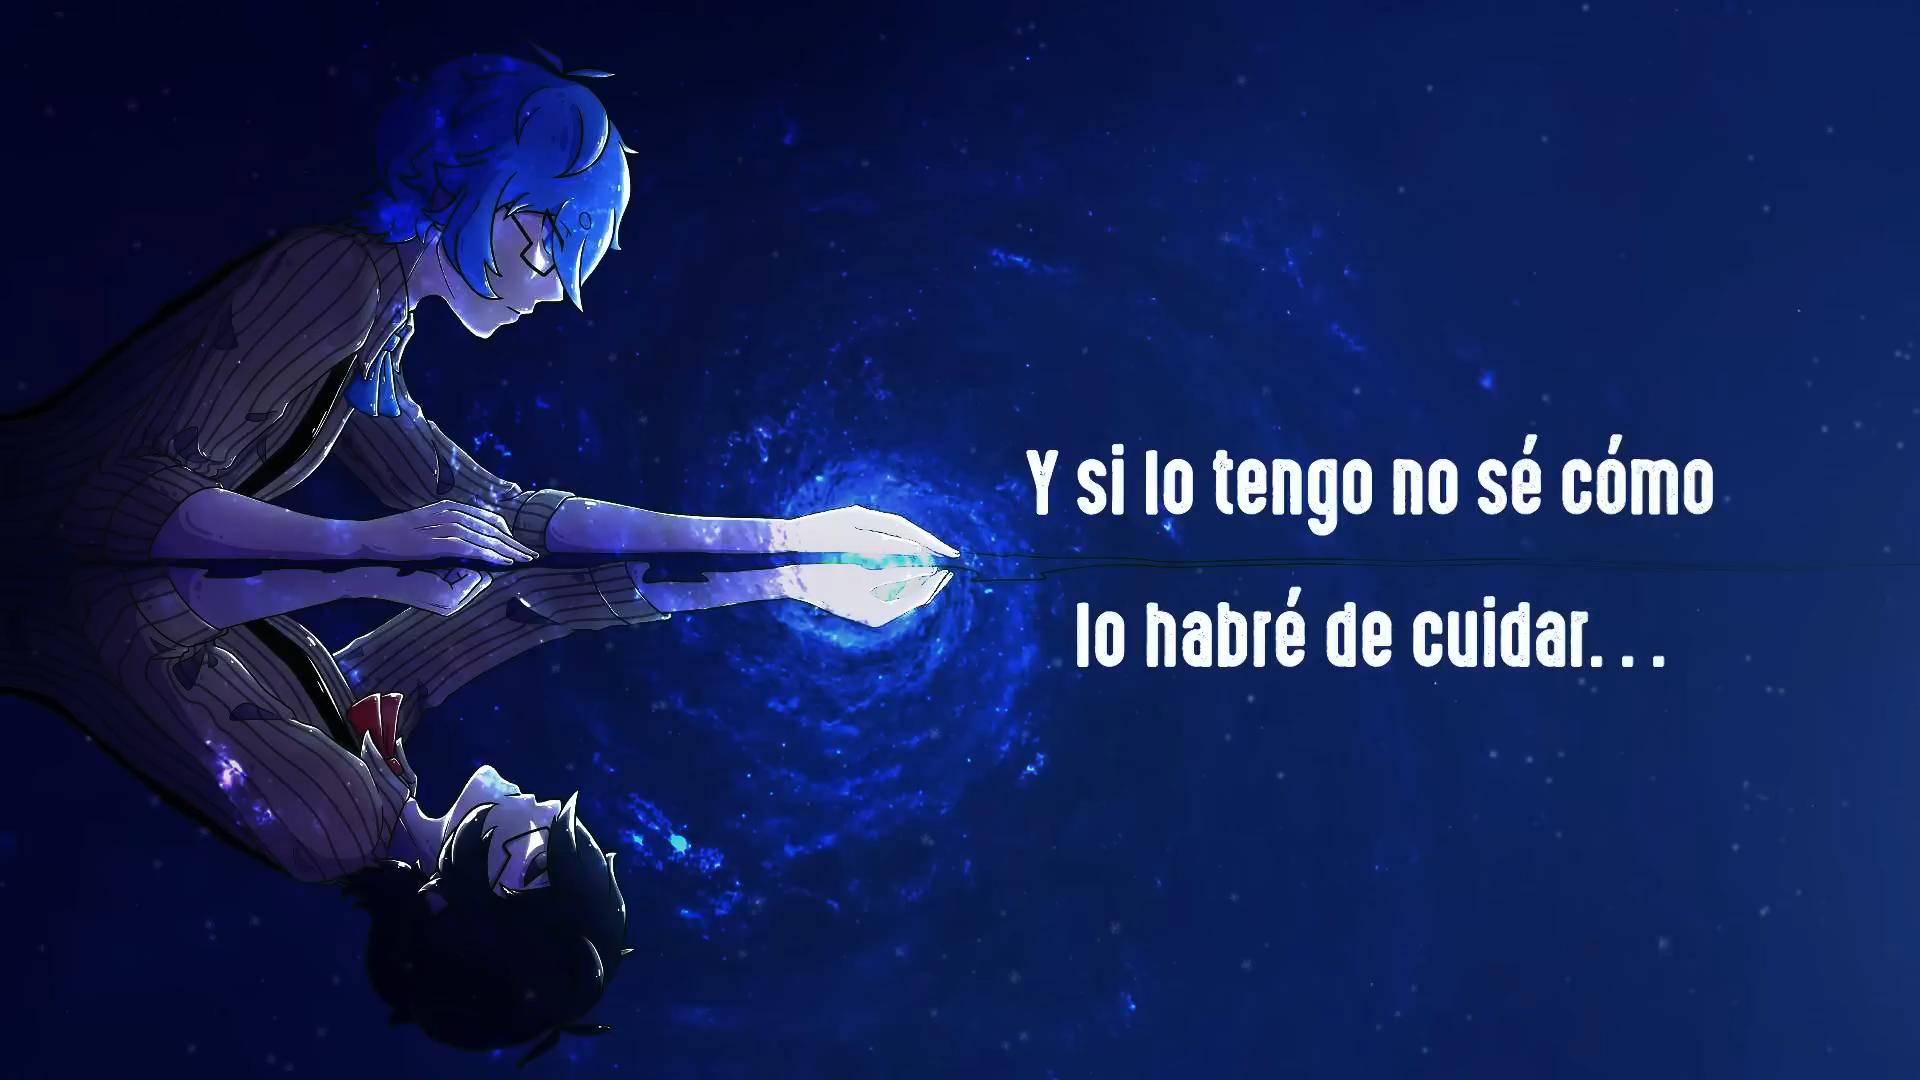 Y si lo tengo no sé cómo
lo habré de cuidar. . .